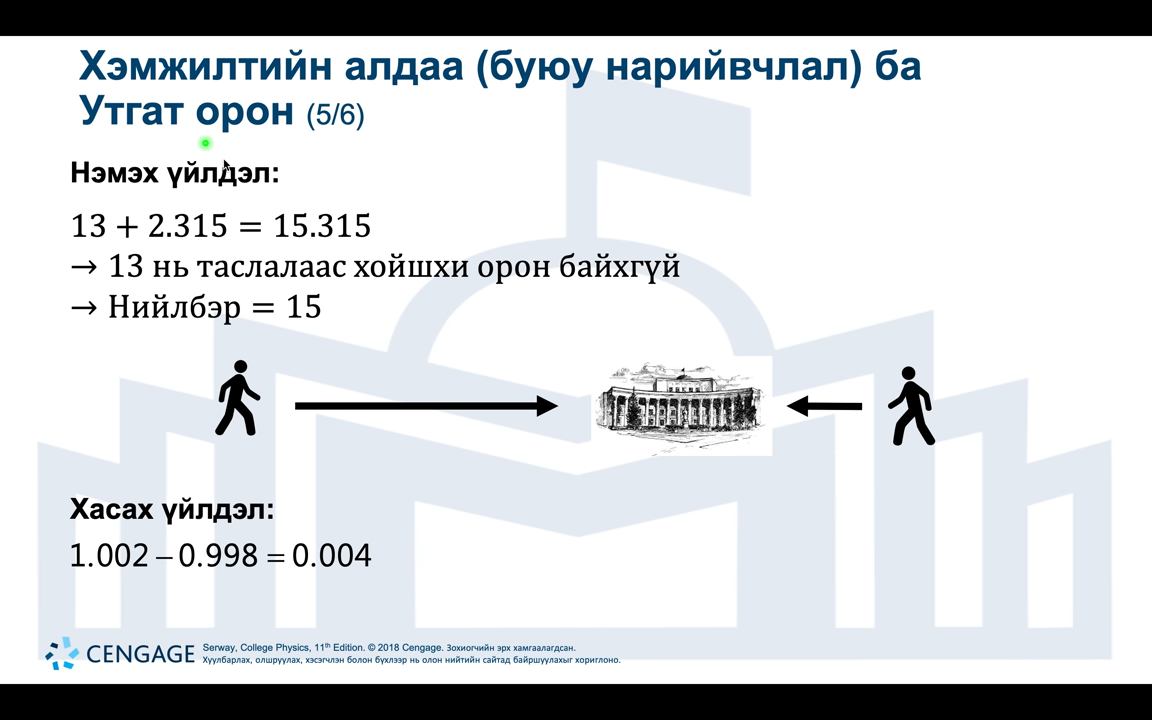 Хэмжилтийн алдаа (буюу нарийвчлал) ба
Утгат орон (5/6)
Нэмэх үйлдэл:
13 + 2.315 = 15.315
→ 13 нь таслалаас хойшхи орон байхгүй
→ Нийлбэр = 15
Хасах үйлдэл:
1.002 – 0.998 = 0.004
CENGAGE
Serway, College Physics, 11th Edition. © 2018 Cengage. Зохиогчийн эрх хамгаалагдсан.
Хуулбарлах, олшруулах, хэсэгчлэн болон бүхлээр нь олон нийтийн сайтад байршуулахыг хориглоно.